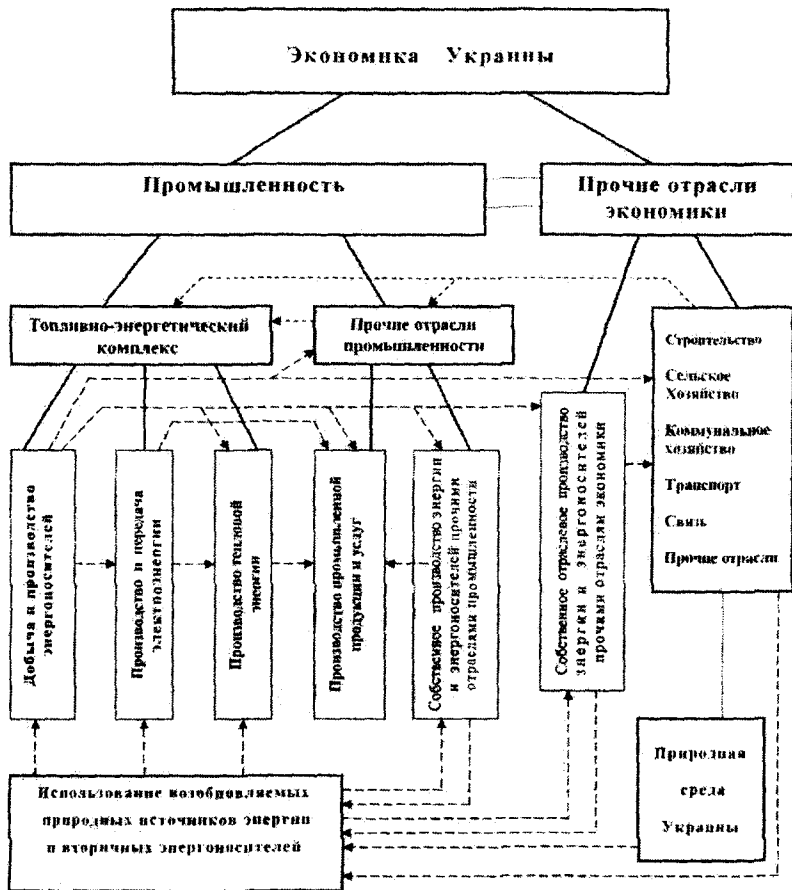 Экономика Украины
Промышленность
Прочие отрасли
экономики
Топливно-энергетический
комплекс
Прочие отрасли
промышленности
Строительство
Сельское
Хозяйство
Коммунальное
хозяйство
Транспорт
Связь
Прочие отрасли
Добыча и производство
энергоносителей
Производство и передача
электроэнергии
Производство тепловой
энергии
Производство промышленной
продукции и услуг
Собственное производство энергии
и энергоносителей прочими
отраслями промышленности
Собственное отраслевое производство
энергии и энергоносителей
прочими отраслями экономики
Использование возобновляемых
природных источников энергии
и вторичных энергоносителей
Природная
среда
Украины